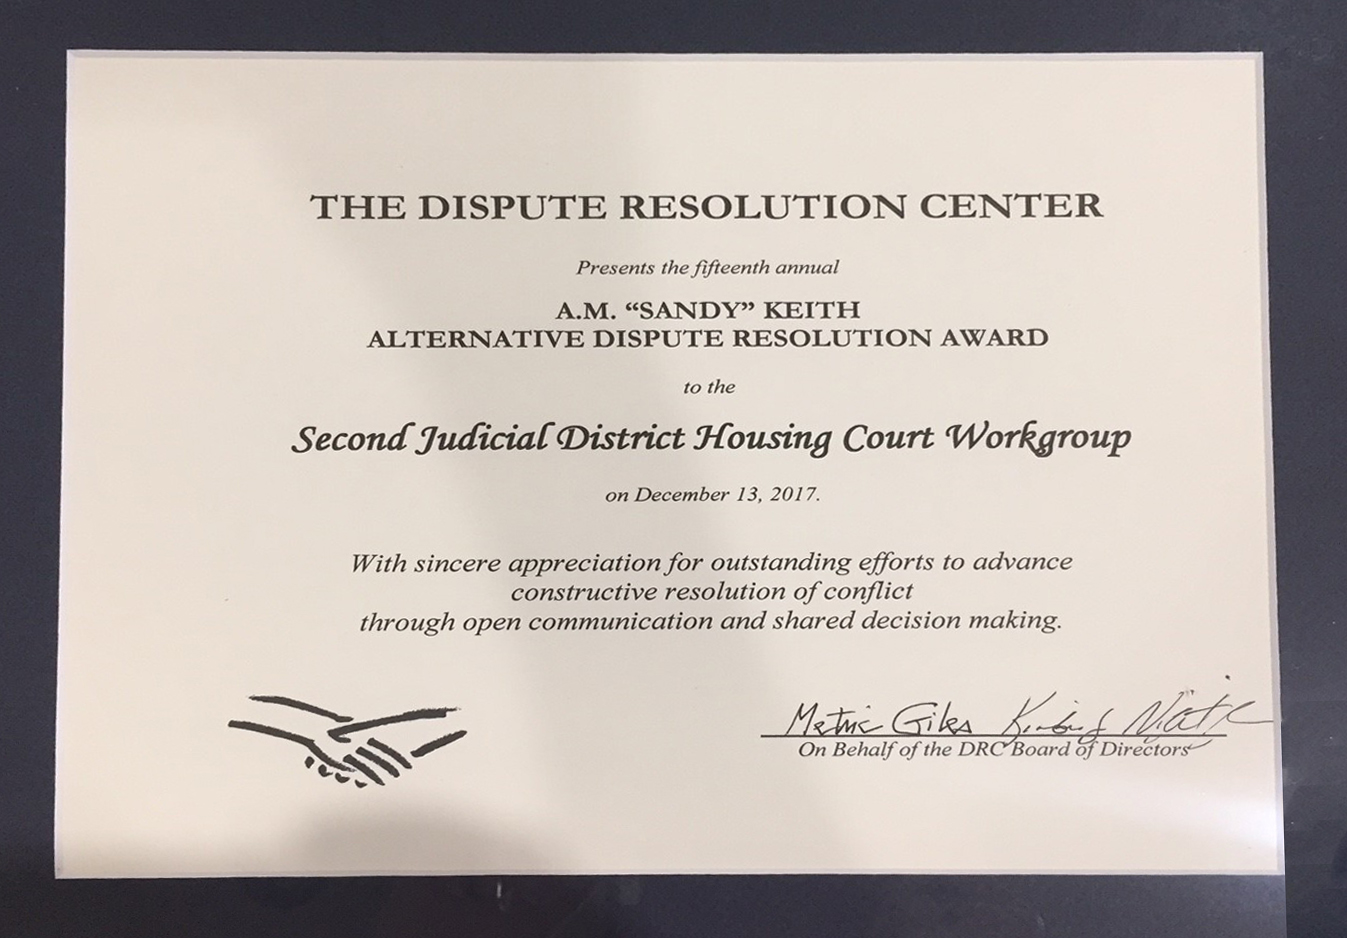 THE DISPUTE RESOLUTION CENTER
Presents the fifteenth annual
A.M. “SANDY” KEITH
ALTERNATIVE DISPUTE RESOLUTION AWARD
to the
Second Judicial District Housing Court Workgroup
on December 13, 2017.
With sincere appreciation for outstanding efforts to advance
constructive resolution of conflict
through open communication and shared decision making.
Metric Giles
On Behalf of the DRC Board of Directors